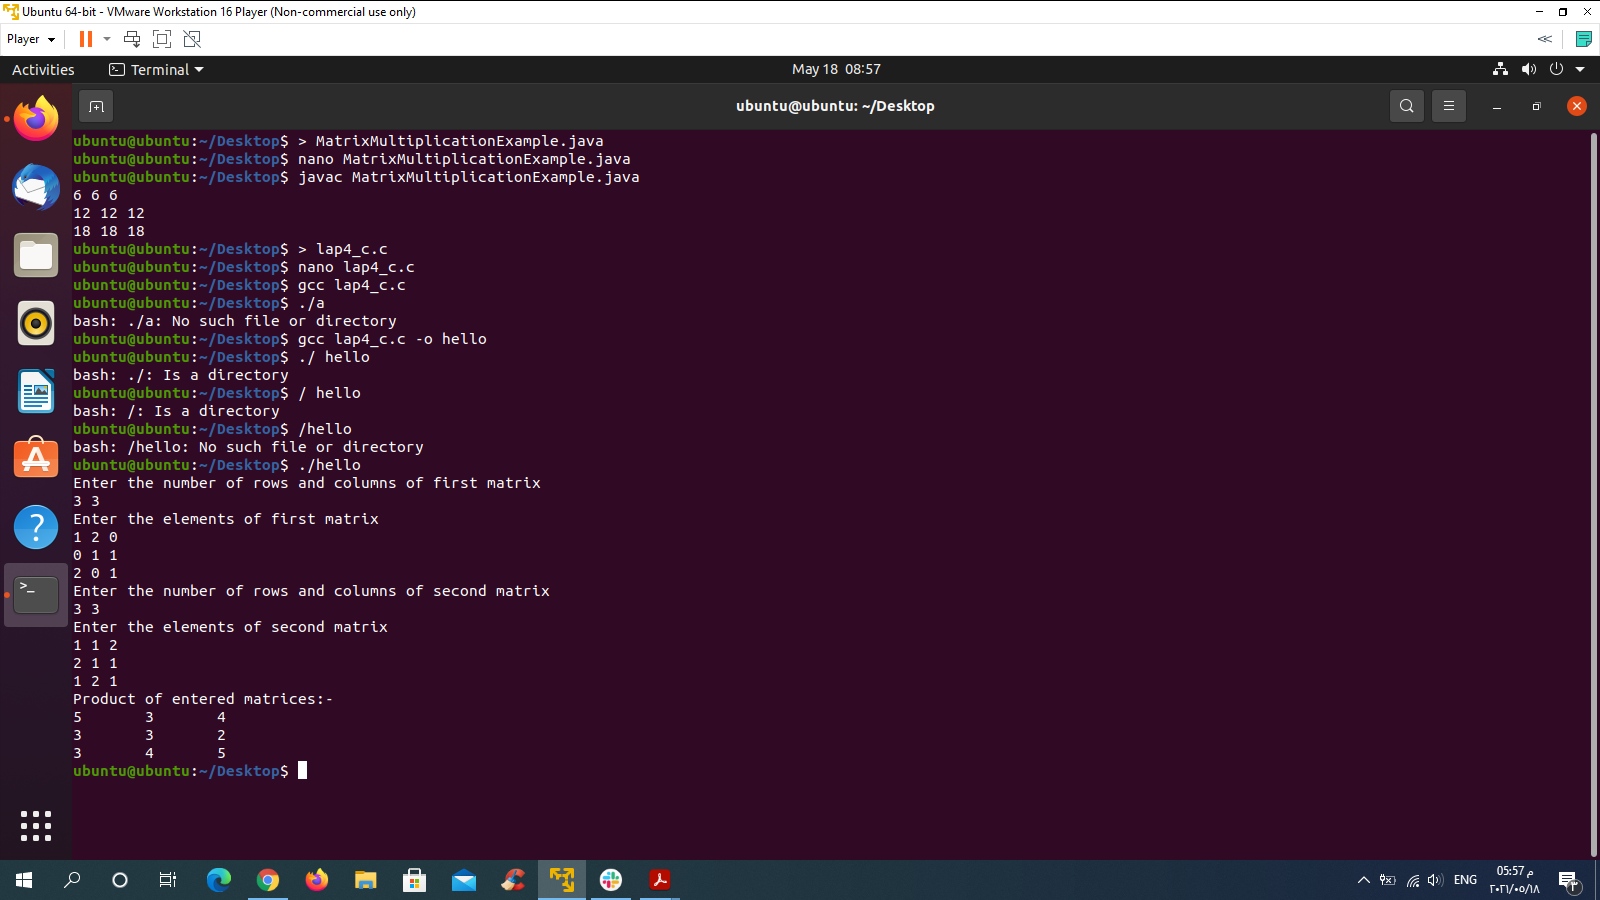 Ubuntu 64-bit - VMware Workstation 16 Player (Non-commercial use only)
Player
Activities
Terminal
May 18 08:57
ubuntu@ubuntu: ~/Desktop
ubuntu@ubuntu:~/Desktop$ > MatrixMultiplicationExample.java
ubuntu@ubuntu:~/Desktop$ nano MatrixMultiplicationExample.java
ubuntu@ubuntu:~/Desktop$ javac MatrixMultiplicationExample.java
6 6 6
12 12 12
18 18 18
ubuntu@ubuntu:~/Desktop$ > lap4_c.c
ubuntu@ubuntu:~/Desktop$ nano lap4_c.c
ubuntu@ubuntu:~/Desktop$ gcc lap4_c.c
ubuntu@ubuntu:~/Desktop$ ./a
bash: ./a: No such file or directory
ubuntu@ubuntu:~/Desktop$ gcc lap4_c.c -o hello
ubuntu@ubuntu:~/Desktop$ ./ hello
bash: ./: Is a directory
ubuntu@ubuntu:~/Desktop$ / hello
bash: /: Is a directory
ubuntu@ubuntu:~/Desktop$ /hello
bash: /hello: No such file or directory
ubuntu@ubuntu:~/Desktop$ ./hello
Enter the number of rows and columns of first matrix
3 3
Enter the elements of first matrix
1 2 0
0 1 1
2 0 1
Enter the number of rows and columns of second matrix
3 3
Enter the elements of second matrix
1 1 2
2 1 1
1 2 1
Product of entered matrices:-
5 3 4
3 3 2
3 4 5
ubuntu@ubuntu:~/Desktop$
ENG
05:57 م
٢٠٢١/٠٥/١٨
٣